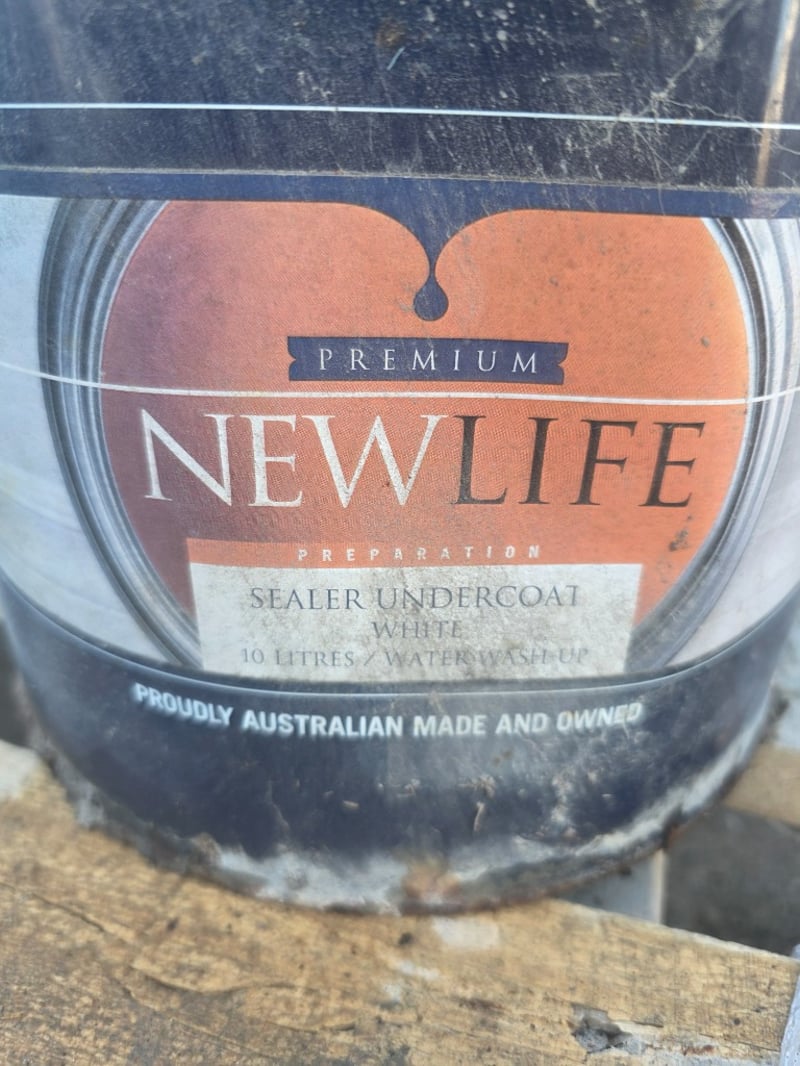 PREMIUM
NEWLIFE
PREPARATION
SEALER UNDERCOAT
WHITE
10 LITRES / WATER WASH-UP
PROUDLY AUSTRALIAN MADE AND OWNED